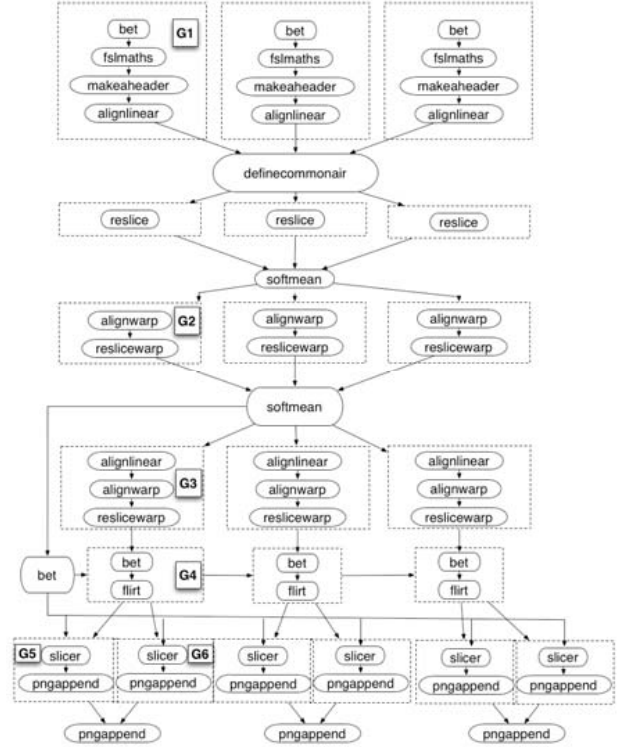 bet G1 bet bet
fslmaths fslmaths fslmaths
makeaheader makeaheader makeaheader
alignlinear alignlinear alignlinear
definecommonair
reslice reslice reslice
softmean
alignwarp G2 alignwarp alignwarp
reslicewarp reslicewarp reslicewarp
softmean
alignlinear alignlinear alignlinear
alignwarp G3 alignwarp alignwarp
reslicewarp reslicewarp reslicewarp
bet bet bet bet
flirt G4 flirt flirt
G5 slicer slicer G6 slicer slicer slicer slicer
pngappend pngappend pngappend pngappend pngappend pngappend
pngappend pngappend pngappend